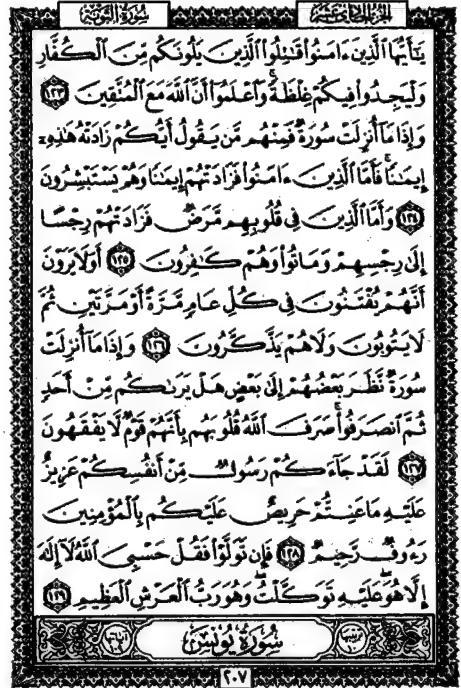 سُورَةُ التَّوْبَةِ الجُزْءُ الحَادِي عَشَر
يَٰٓأَيُّهَا ٱلَّذِينَ ءَامَنُوا۟ قَٰتِلُوا۟ ٱلَّذِينَ يَلُونَكُم مِّنَ ٱلْكُفَّارِ
وَلْيَجِدُوا۟ فِيكُمْ غِلْظَةً ۚ وَٱعْلَمُوٓا۟ أَنَّ ٱللَّهَ مَعَ ٱلْمُتَّقِينَ ١٢٣
وَإِذَا مَآ أُنزِلَتْ سُورَةٌ فَمِنْهُم مَّن يَقُولُ أَيُّكُمْ زَادَتْهُ هَٰذِهِۦٓ
إِيمَٰنًا ۚ فَأَمَّا ٱلَّذِينَ ءَامَنُوا۟ فَزَادَتْهُمْ إِيمَٰنًا وَهُمْ يَسْتَبْشِرُونَ
١٢٤ وَأَمَّا ٱلَّذِينَ فِى قُلُوبِهِم مَّرَضٌ فَزَادَتْهُمْ رِجْسًا
إِلَىٰ رِجْسِهِمْ وَمَاتُوا۟ وَهُمْ كَٰفِرُونَ ١٢٥ أَوَلَا يَرَوْنَ
أَنَّهُمْ يُفْتَنُونَ فِى كُلِّ عَامٍ مَّرَّةً أَوْ مَرَّتَيْنِ ثُمَّ
لَا يَتُوبُونَ وَلَا هُمْ يَذَّكَّرُونَ ١٢٦ وَإِذَا مَآ أُنزِلَتْ
سُورَةٌ نَّظَرَ بَعْضُهُمْ إِلَىٰ بَعْضٍ هَلْ يَرَىٰكُم مِّنْ أَحَدٍ
ثُمَّ ٱنصَرَفُوا۟ ۚ صَرَفَ ٱللَّهُ قُلُوبَهُم بِأَنَّهُمْ قَوْمٌ لَّا يَفْقَهُونَ
١٢٧ لَقَدْ جَآءَكُمْ رَسُولٌ مِّنْ أَنفُسِكُمْ عَزِيزٌ
عَلَيْهِ مَا عَنِتُّمْ حَرِيصٌ عَلَيْكُم بِٱلْمُؤْمِنِينَ
رَءُوفٌ رَّحِيمٌ ١٢٨ فَإِن تَوَلَّوْا۟ فَقُلْ حَسْبِىَ ٱللَّهُ لَآ إِلَٰهَ
إِلَّا هُوَ ۖ عَلَيْهِ تَوَكَّلْتُ ۖ وَهُوَ رَبُّ ٱلْعَرْشِ ٱلْعَظِيمِ ١٢٩
سُورَةُ يُونُسَ
٢٠٧